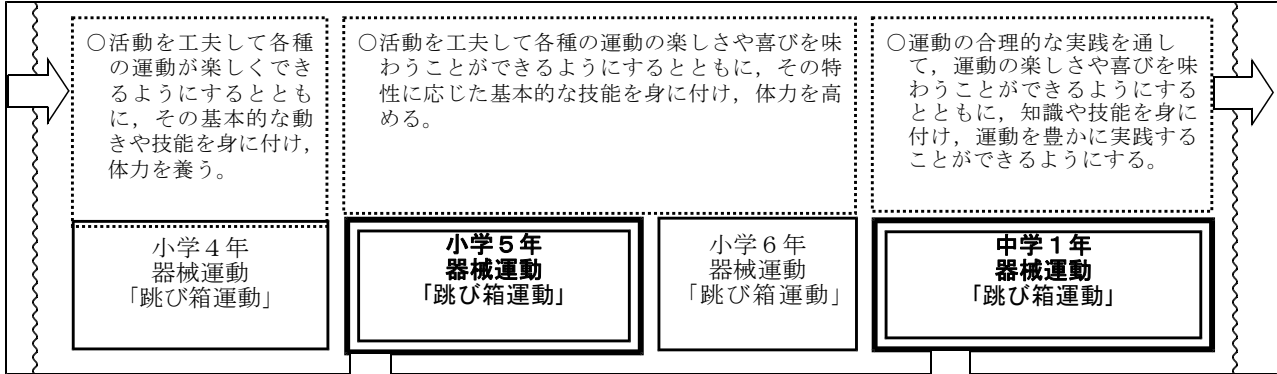 ○活動を工夫して各種
の運動が楽しくでき
るようにするととも
に，その基本的な動
きや技能を身に付け，
体力を養う。
○活動を工夫して各種の運動の楽しさや喜びを味
わうことができるようにするとともに，その特
性に応じた基本的な技能を身に付け，体力を高
める。
○運動の合理的な実践を通し
て，運動の楽しさや喜びを味
わうことができるようにする
とともに，知識や技能を身に
付け，運動を豊かに実践する
ことができるようにする。
小学４年
器械運動
「跳び箱運動」
小学５年
器械運動
「跳び箱運動」
小学６年
器械運動
「跳び箱運動」
中学１年
器械運動
「跳び箱運動」